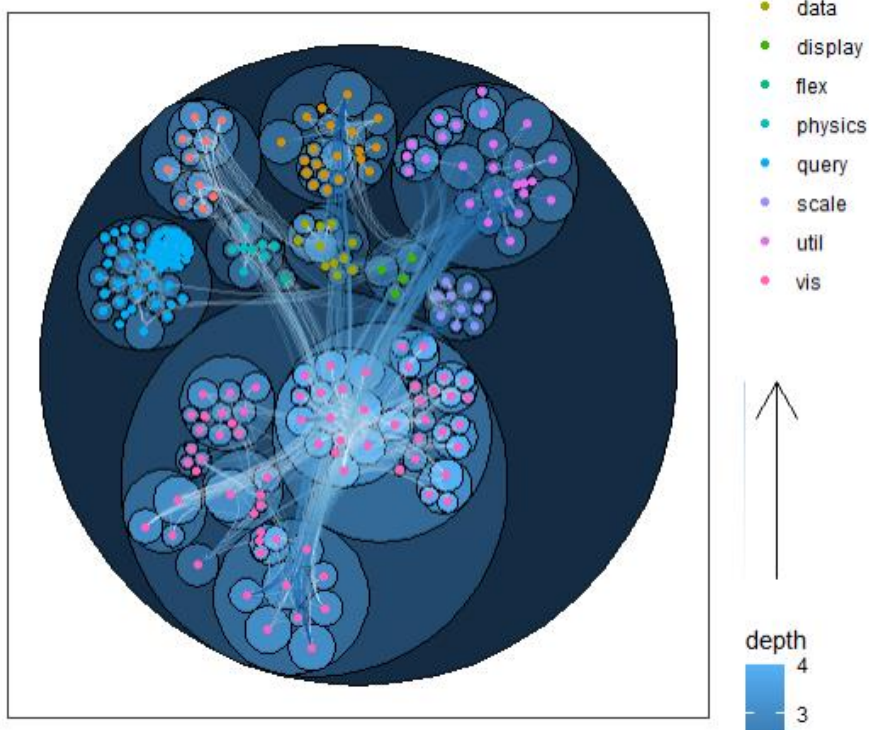 data
display
flex
physics
query
scale
util
vis
depth
4
3